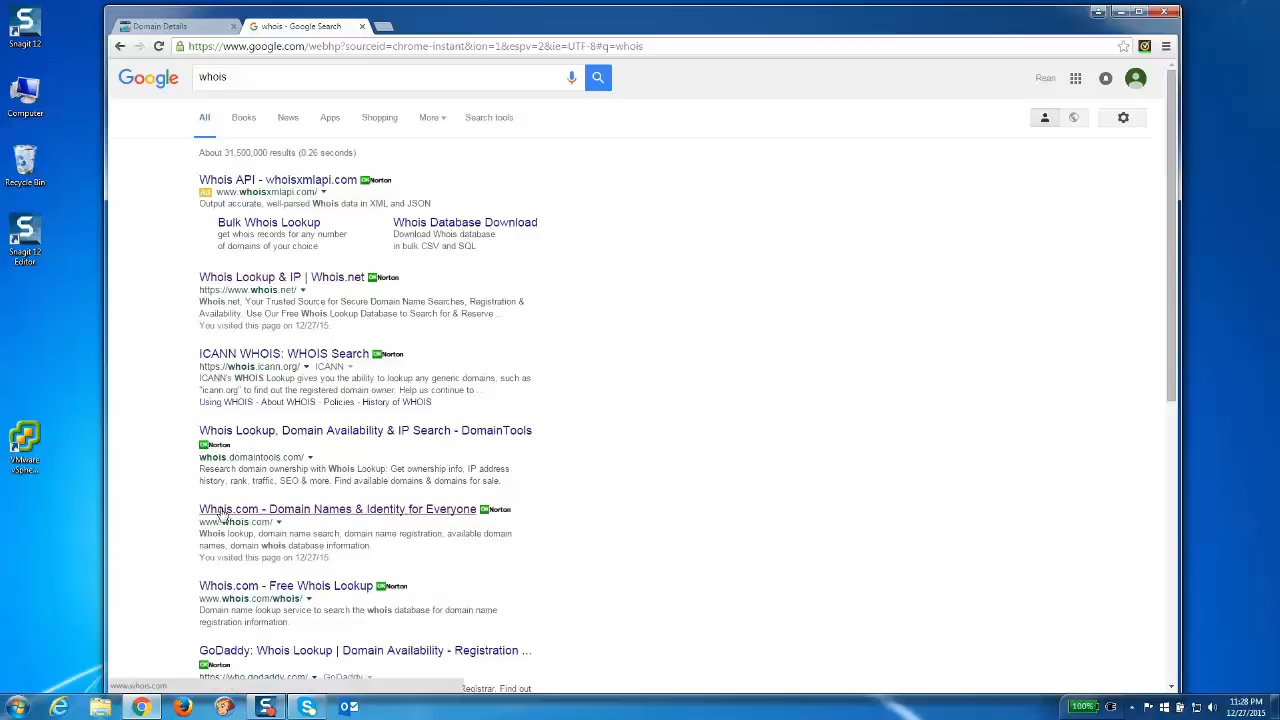 Snagit 12
Computer
Recycle Bin
Snagit 12
Editor
VMware
vSphe...
Domain Details
whois - Google Search
https://www.google.com/webhp?sourceid=chrome-instant&ion=1&espv=2&ie=UTF-8#q=whois
Google
whois
Rean
All
Books
News
Apps
Shopping
More
Search tools
About 31,500,000 results (0.26 seconds)
Whois API - whoisxmlapi.com OK Norton
Ad www.whoisxmlapi.com/
Output accurate, well-parsed Whois data in XML and JSON
Bulk Whois Lookup
get whois records for any number
of domains of your choice
Whois Database Download
Download Whois database
in bulk CSV and SQL
Whois Lookup & IP | Whois.net OK Norton
https://www.whois.net/
Whois.net, Your Trusted Source for Secure Domain Name Searches, Registration &
Availability. Use Our Free Whois Lookup Database to Search for & Reserve ...
You visited this page on 12/27/15.
ICANN WHOIS: WHOIS Search OK Norton
https://whois.icann.org/ ICANN
ICANN's WHOIS Lookup gives you the ability to lookup any generic domains, such as
"icann.org" to find out the registered domain owner. Help us continue to ...
Using WHOIS - About WHOIS - Policies - History of WHOIS
Whois Lookup, Domain Availability & IP Search - DomainTools
OK Norton
whois.domaintools.com/
Research domain ownership with Whois Lookup: Get ownership info, IP address
history, rank, traffic, SEO & more. Find available domains & domains for sale.
Whois.com - Domain Names & Identity for Everyone OK Norton
www.whois.com/
Whois lookup, domain name search, domain name registration, available domain
names, domain whois database information.
You visited this page on 12/27/15.
Whois.com - Free Whois Lookup OK Norton
www.whois.com/whois/
Domain name lookup service to search the whois database for domain name
registration information.
GoDaddy: Whois Lookup | Domain Availability - Registration ...
OK Norton
https://who.godaddy.com/ GoDaddy
Registrar. Find out
www.whois.com
100%
11:28 PM
12/27/2015